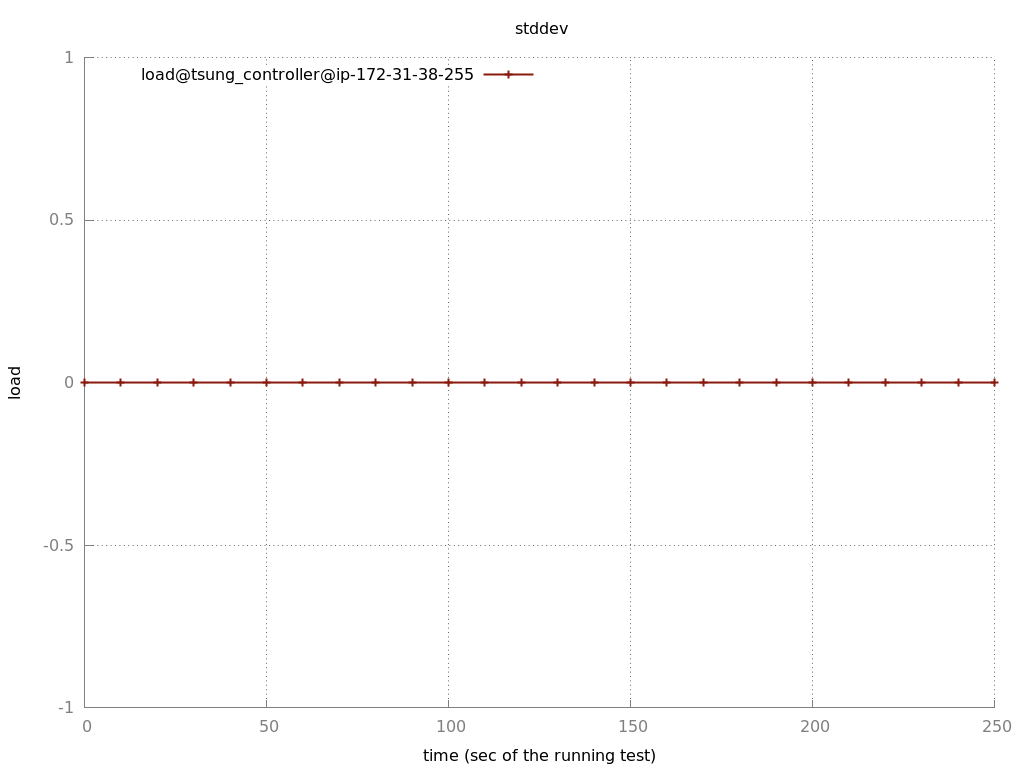 stddev
load@tsung_controller@ip-172-31-38-255
1
0.5
0
-0.5
-1
load
0 50 100 150 200 250
time (sec of the running test)